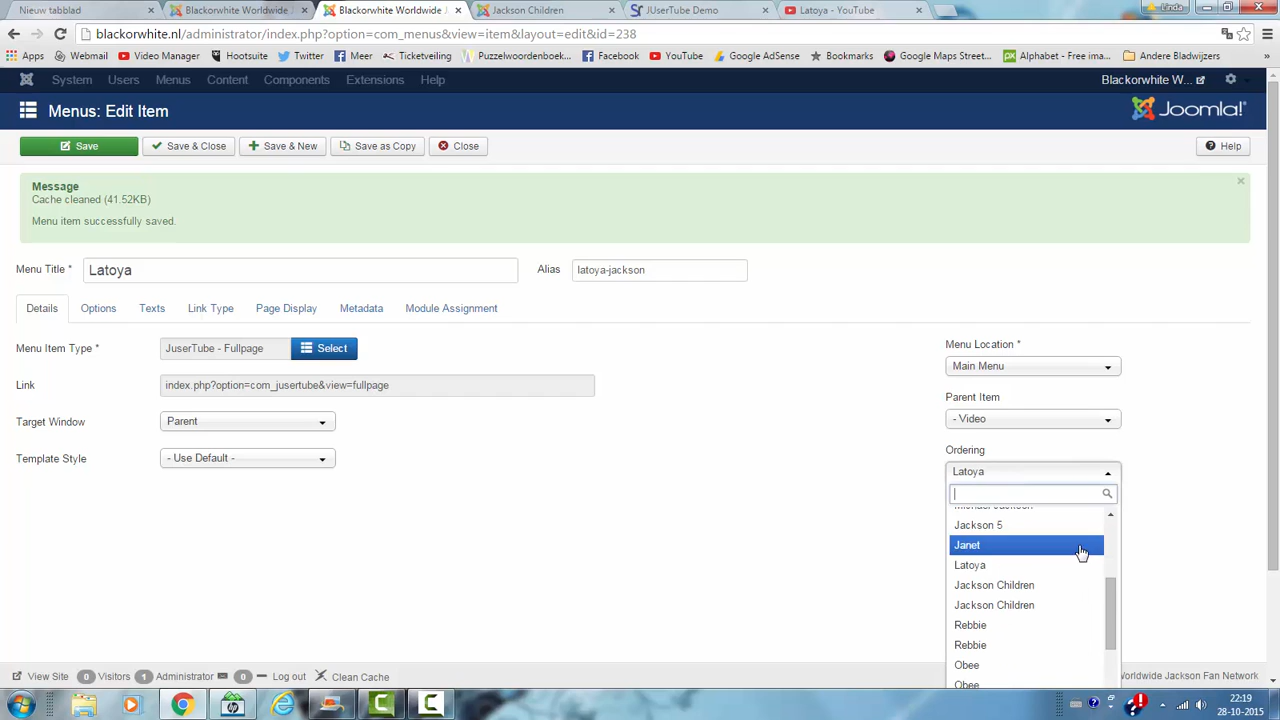 Nieuw tabblad
Blackorwhite Worldwide
Blackorwhite Worldwide J
Jackson Children
JUserTube Demo
Latoya - YouTube
Linda
blackorwhite.nl/administrator/index.php?option=com_menus&view=item&layout=edit&id=238
Apps
Webmail
Video Manager
Hootsuite
Inspiratie, Tips &
Meer
Ticketveiling
Puzzelwoordenboek...
Facebook
YouTube
Google AdSense
Bookmarks
Google Maps Street...
Alphabet - Free ima...
Andere Bladwijzers
System
Users
Menus
Content
Components
Extensions
Help
Blackorwhite W...
Menus: Edit Item
Joomla!
Save
Save & Close
Save & New
Save as Copy
Close
Help
Message
Cache cleaned (41.52KB)
Menu item successfully saved.
Menu Title *
Latoya
Alias
latoya-jackson
Details
Options
Texts
Link Type
Page Display
Metadata
Module Assignment
Menu Item Type *
JuserTube - Fullpage
Select
Link
index.php?option=com_jusertube&view=fullpage
Target Window
Parent
Template Style
- Use Default -
Menu Location *
Main Menu
Parent Item
- Video
Ordering
Latoya
Michael Jackson
Jackson 5
Janet
Latoya
Jackson Children
Jackson Children
Rebbie
Rebbie
Obee
Obee
View Site
0 Visitors
1 Administrator
0
Log out
Clean Cache
Worldwide Jackson Fan Network
22:19
28-10-2015